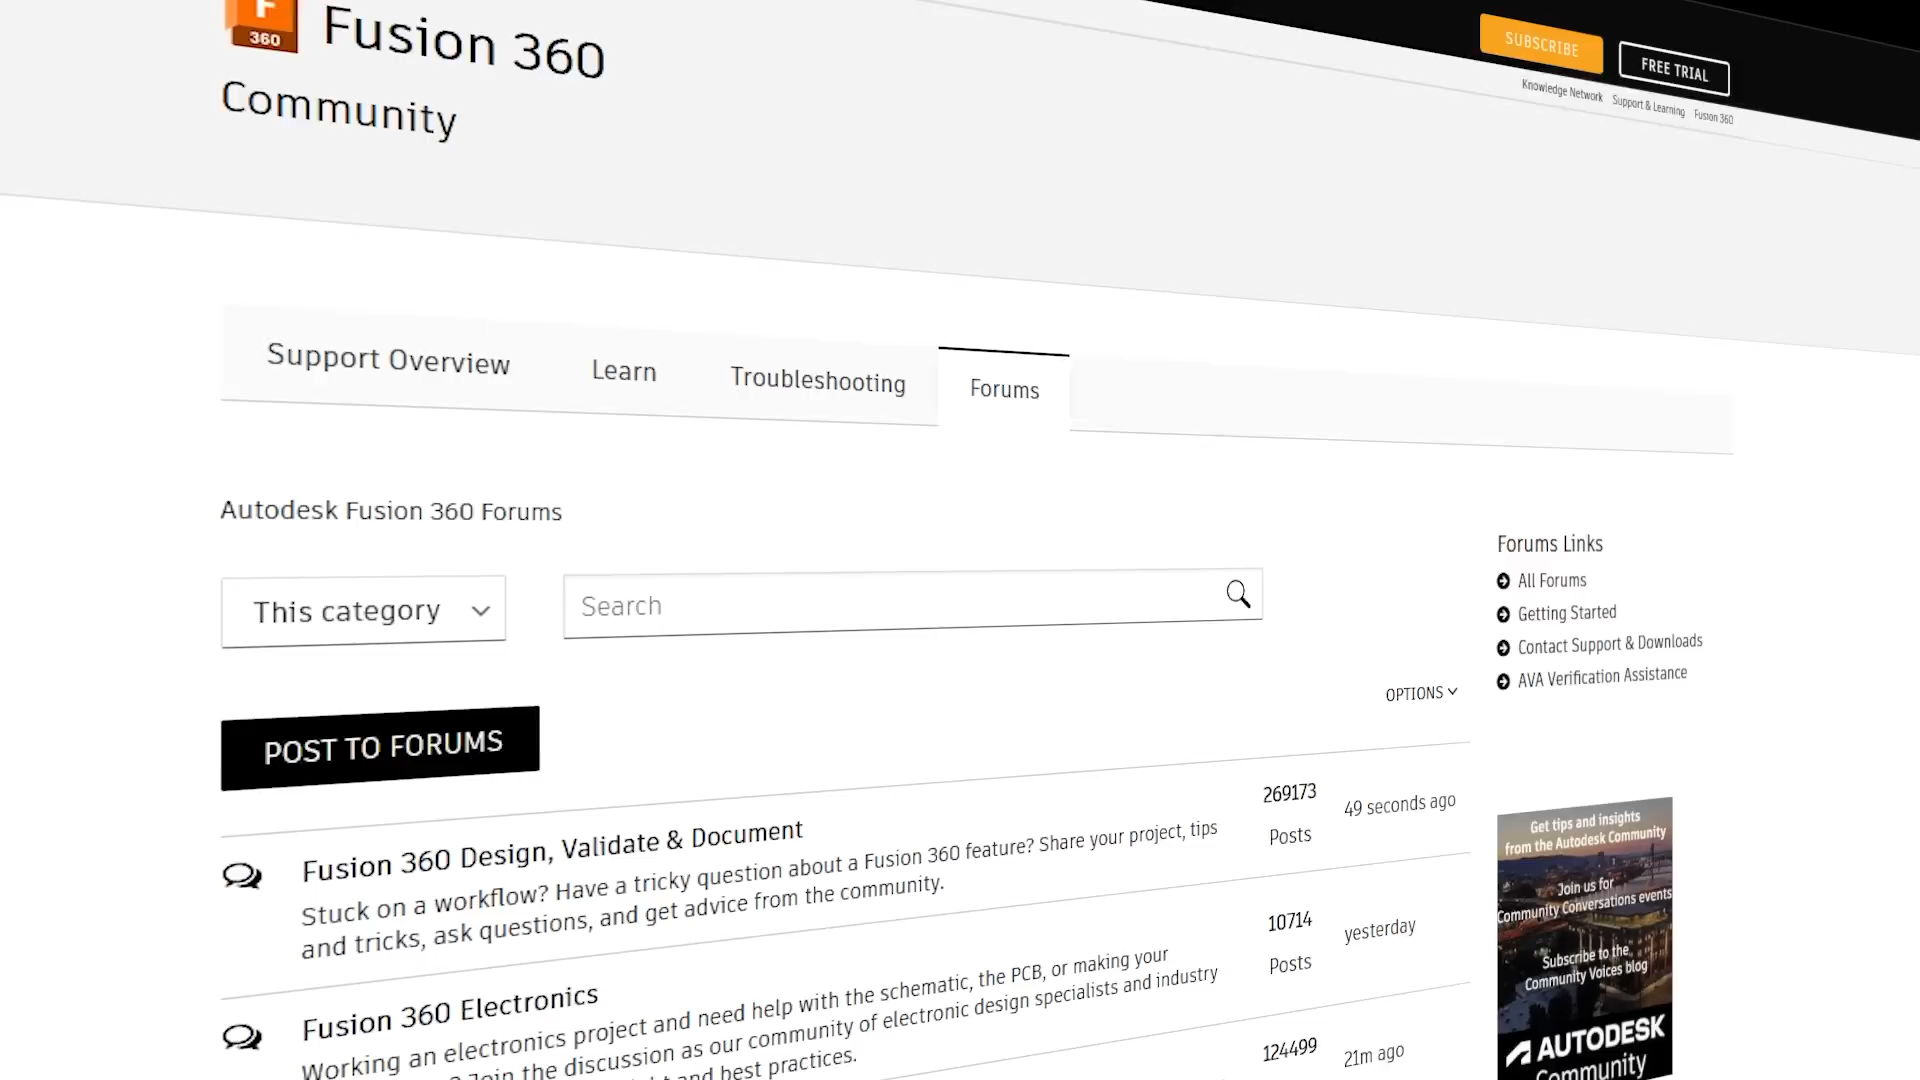 F
360
Fusion 360
Community
SUBSCRIBE
FREE TRIAL
Knowledge Network
Support & Learning
Fusion 360
Support Overview
Learn
Troubleshooting
Forums
Autodesk Fusion 360 Forums
This category
Search
OPTIONS
POST TO FORUMS
Fusion 360 Design, Validate & Document
Stuck on a workflow? Have a tricky question about a Fusion 360 feature? Share your project, tips
and tricks, ask questions, and get advice from the community.
269173
Posts
49 seconds ago
Fusion 360 Electronics
Working an electronics project and need help with the schematic, the PCB, or making your
? Join the discussion as our community of electronic design specialists and industry
and best practices.
10714
Posts
yesterday
124499
21m ago
Forums Links
All Forums
Getting Started
Contact Support & Downloads
AVA Verification Assistance
Get tips and insights
from the Autodesk Community
Join us for
Community Conversations events
Subscribe to the
Community Voices blog
AUTODESK
Community